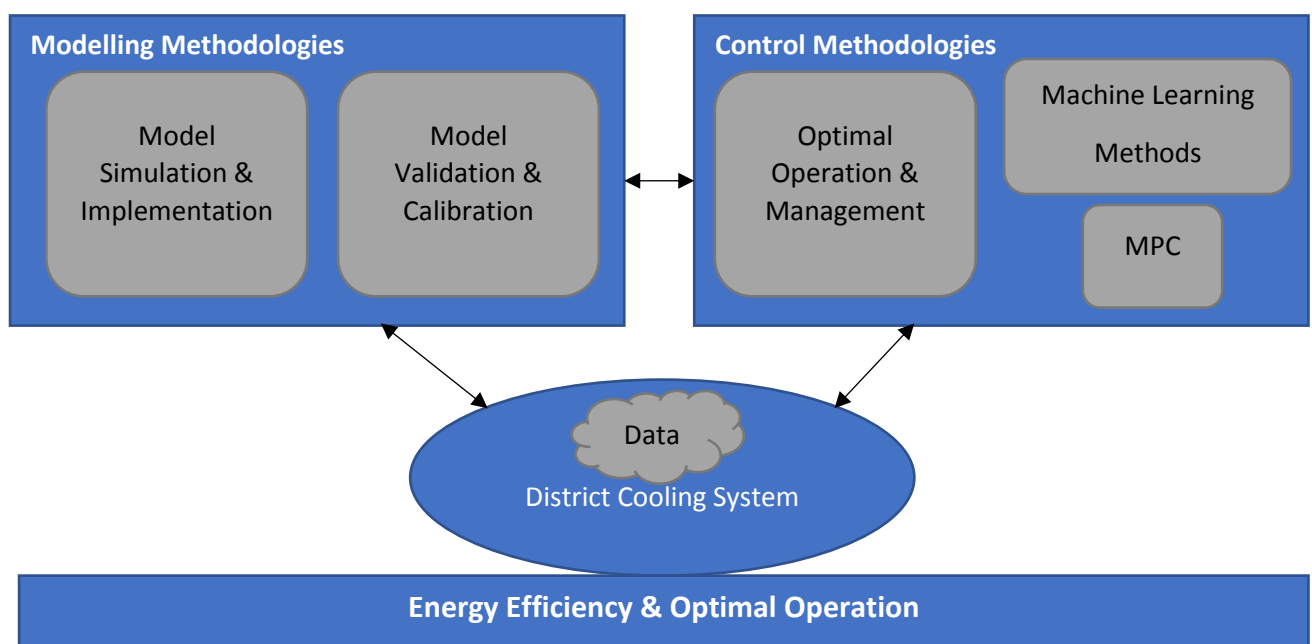 Modelling Methodologies
Model
Simulation &
Implementation
Model
Validation &
Calibration
Control Methodologies
Optimal
Operation &
Management
Machine Learning
Methods
MPC
Data
District Cooling System
Energy Efficiency & Optimal Operation